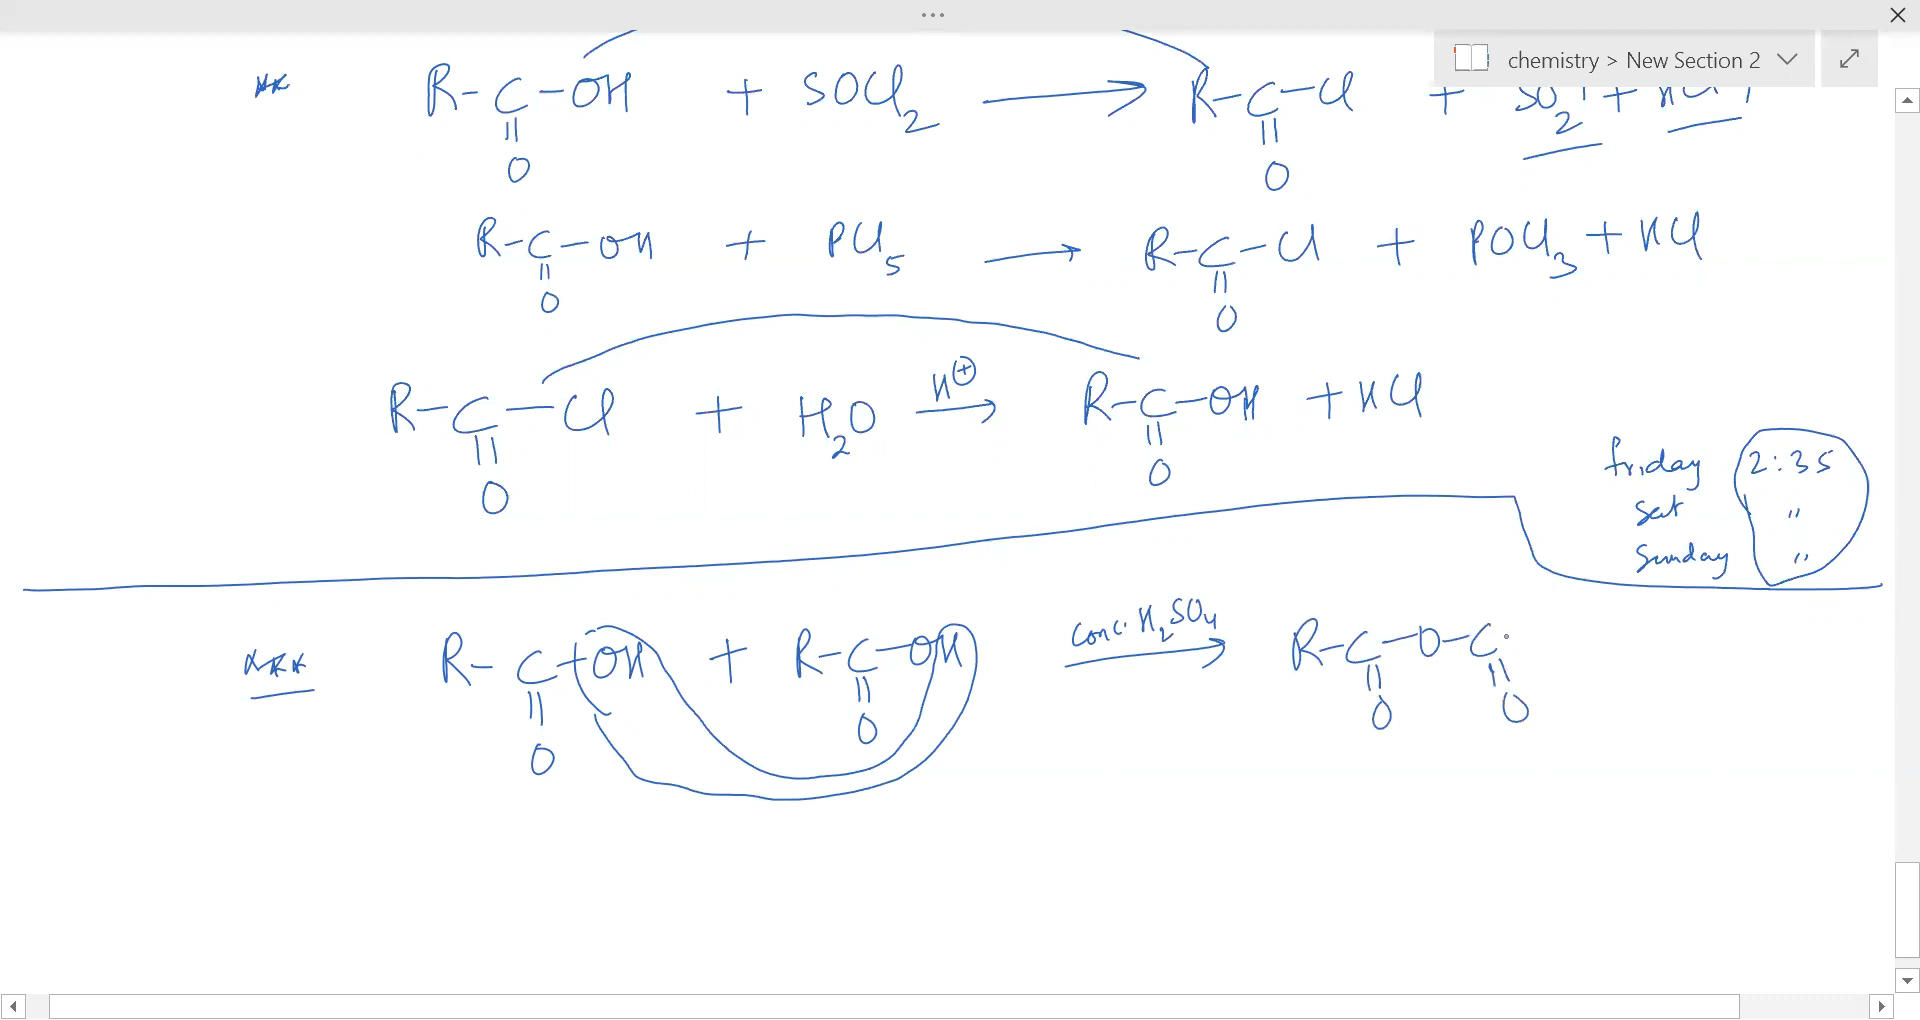 chemistry > New Section 2
** R-C-OH + SOCl2 → R-C-Cl + SO2↑ + HCl↑
|| ||
O O
R-C-OH + PCl5 → R-C-Cl + POCl3 + HCl
|| ||
O O
H⊕
R-C-Cl + H2O → R-C-OH + HCl
|| ||
O O
friday 2:35
Sat "
Sunday "
Conc. H2SO4
*** R-C-OH + R-C-OH → R-C-O-C
|| || || ||
O O O O